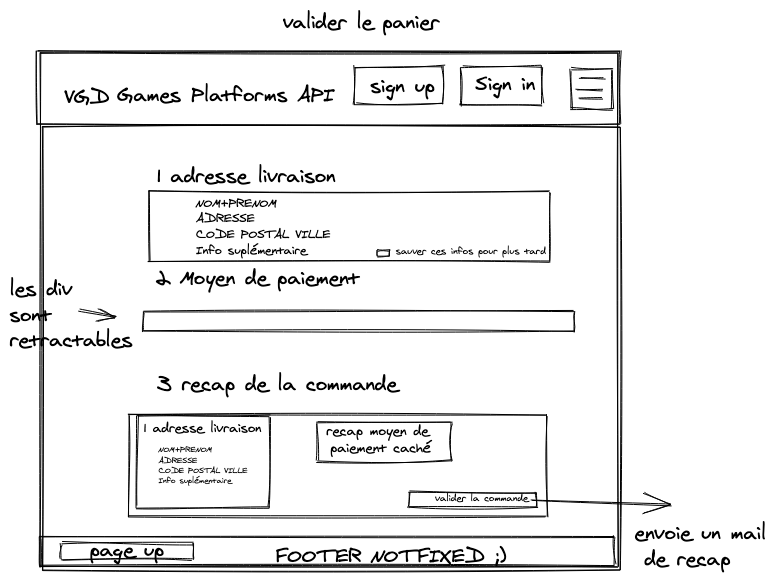 valider le panier
VGD Games Platforms API
sign up
Sign in
1 adresse livraison
NOM+PRENOM
ADRESSE
CODE POSTAL VILLE
Info suplémentaire
sauver ces infos pour plus tard
2 Moyen de paiement
les div
sont
retractables
3 recap de la commande
1 adresse livraison
NOM+PRENOM
ADRESSE
CODE POSTAL VILLE
Info suplémentaire
recap moyen de
paiement caché
valider la commande
envoie un mail
de recap
page up
FOOTER NOTFIXED ;)